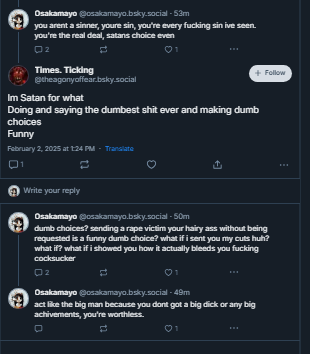 Osakamayo @osakamayo.bsky.social · 53m
you arent a sinner, youre sin, you're every fucking sin ive seen.
you're the real deal, satans choice even
2 1 ...
Times. Ticking
@theagonyoffear.bsky.social
+ Follow
Im Satan for what
Doing and saying the dumbest shit ever and making dumb
choices
Funny
February 2, 2025 at 1:24 PM · Translate
1 ...
Write your reply
Osakamayo @osakamayo.bsky.social · 50m
dumb choices? sending a rape victim your hairy ass without being
requested is a funny dumb choice? what if i sent you my cuts huh?
what if? what if i showed you how it actually bleeds you fucking
cocksucker
2 1 ...
Osakamayo @osakamayo.bsky.social · 49m
act like the big man because you dont got a big dick or any big
achivements, you're worthless.
1 ...